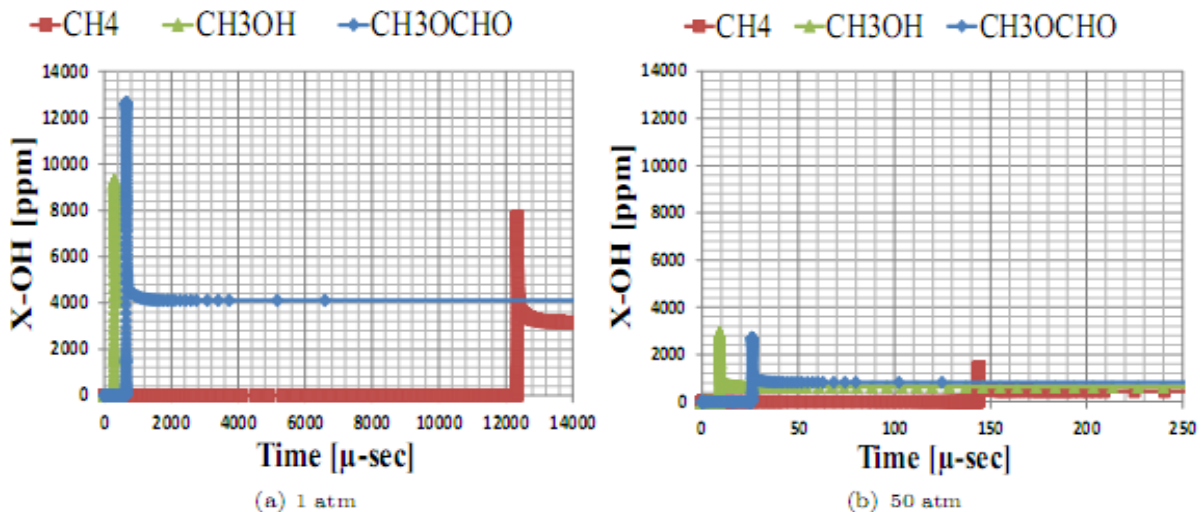 CH4 CH3OH CH3OCHO
14000
12000
10000
8000
6000
4000
2000
0
X-OH [ppm]
0 2000 4000 6000 8000 10000 12000 14000
Time [μ-sec]
(a) 1 atm
CH4 CH3OH CH3OCHO
14000
12000
10000
8000
6000
4000
2000
0
X-OH [ppm]
0 50 100 150 200 250
Time [μ-sec]
(b) 50 atm